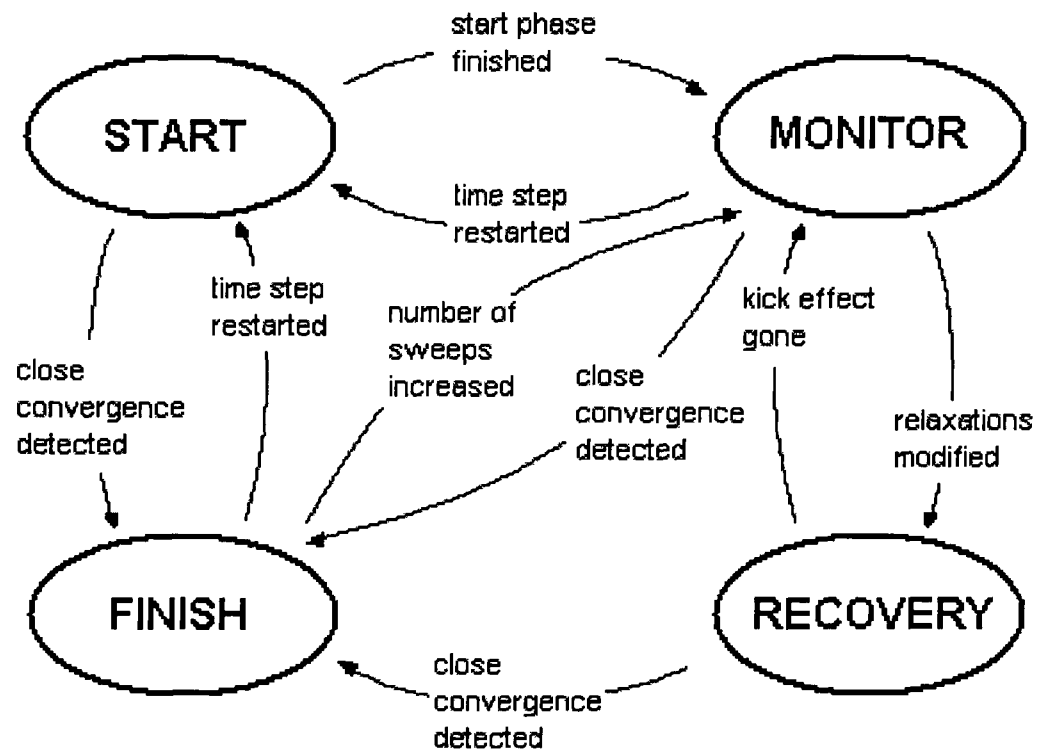 start phase
finished
START
MONITOR
time step
restarted
time step
restarted
number of
sweeps
increased
kick effect
gone
close
convergence
detected
close
convergence
detected
relaxations
modified
FINISH
RECOVERY
close
convergence
detected